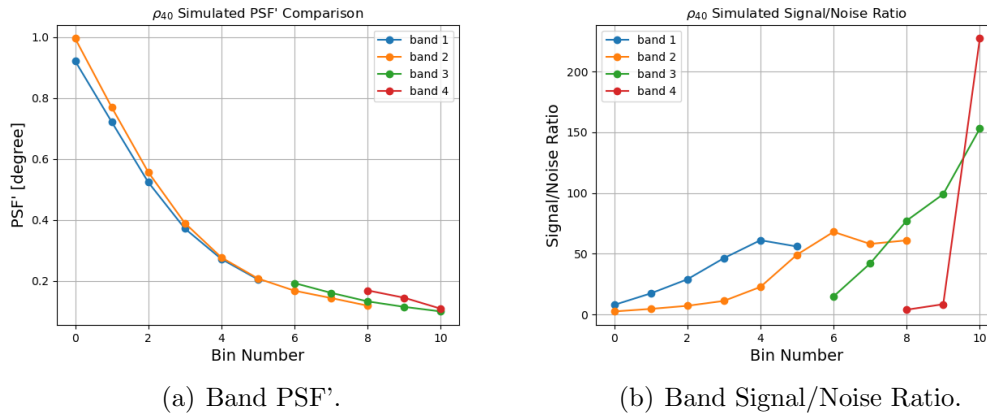 ρ40 Simulated PSF' Comparison
PSF' [degree]
1.0
0.8
0.6
0.4
0.2
band 1
band 2
band 3
band 4
0 2 4 6 8 10
Bin Number
(a) Band PSF'.
ρ40 Simulated Signal/Noise Ratio
Signal/Noise Ratio
200
150
100
50
0
band 1
band 2
band 3
band 4
0 2 4 6 8 10
Bin Number
(b) Band Signal/Noise Ratio.